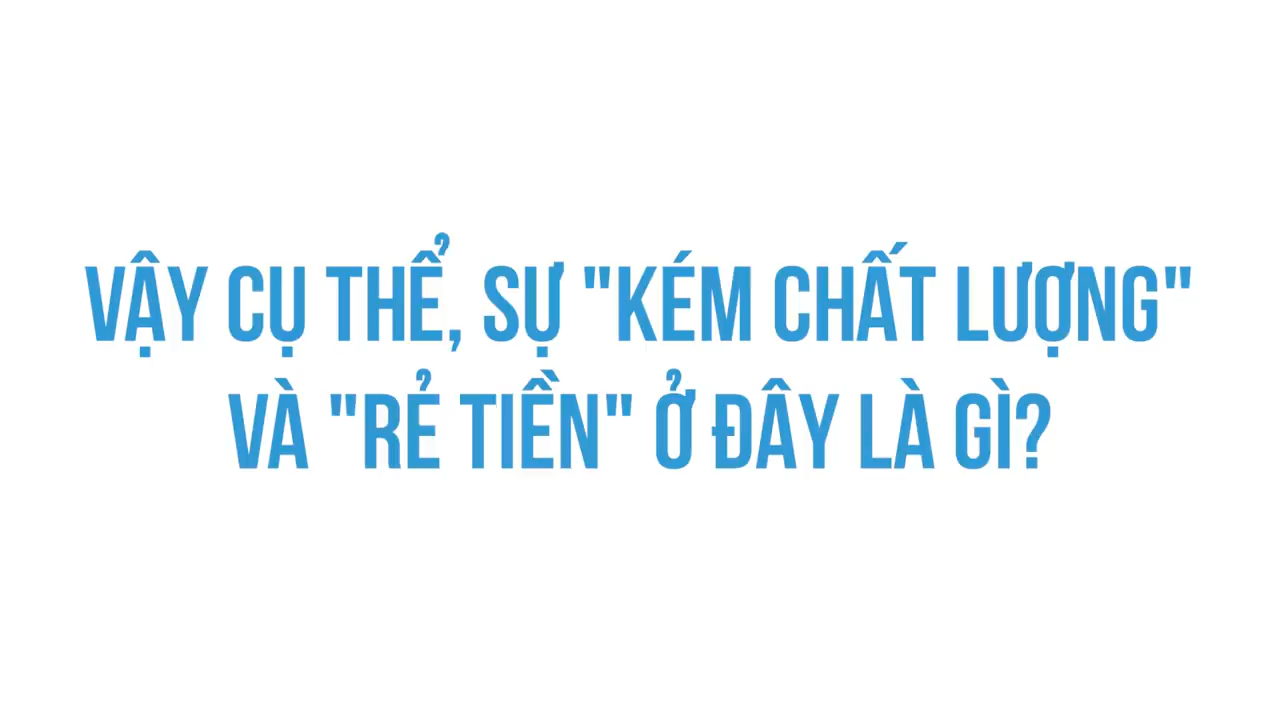 VẬY CỤ THỂ, SỰ "KÉM CHẤT LƯỢNG"
VÀ "RẺ TIỀN" Ở ĐÂY LÀ GÌ?